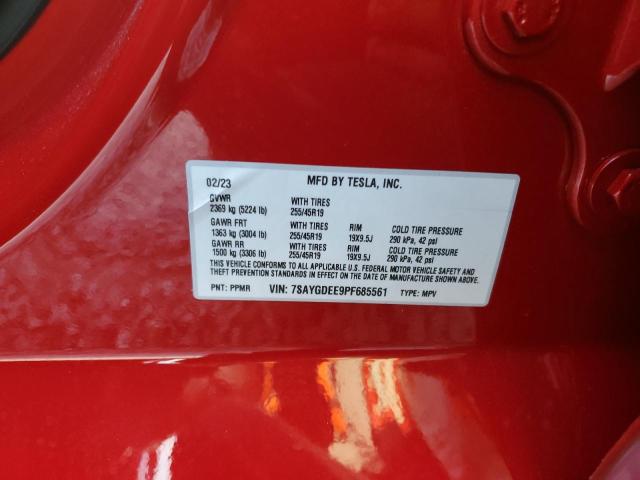 02/23 MFD BY TESLA, INC.
GVWR WITH TIRES
2369 kg (5224 lb) 255/45R19
GAWR FRT WITH TIRES RIM COLD TIRE PRESSURE
1363 kg (3004 lb) 255/45R19 19X9.5J 290 kPa, 42 psi
GAWR RR WITH TIRES RIM COLD TIRE PRESSURE
1500 kg (3306 lb) 255/45R19 19X9.5J 290 kPa, 42 psi
THIS VEHICLE CONFORMS TO ALL APPLICABLE U.S. FEDERAL MOTOR VEHICLE SAFETY AND
THEFT PREVENTION STANDARDS IN EFFECT ON THE DATE OF MANUFACTURE SHOWN ABOVE.
PNT: PPMR VIN: 7SAYGDEE9PF685561 TYPE: MPV